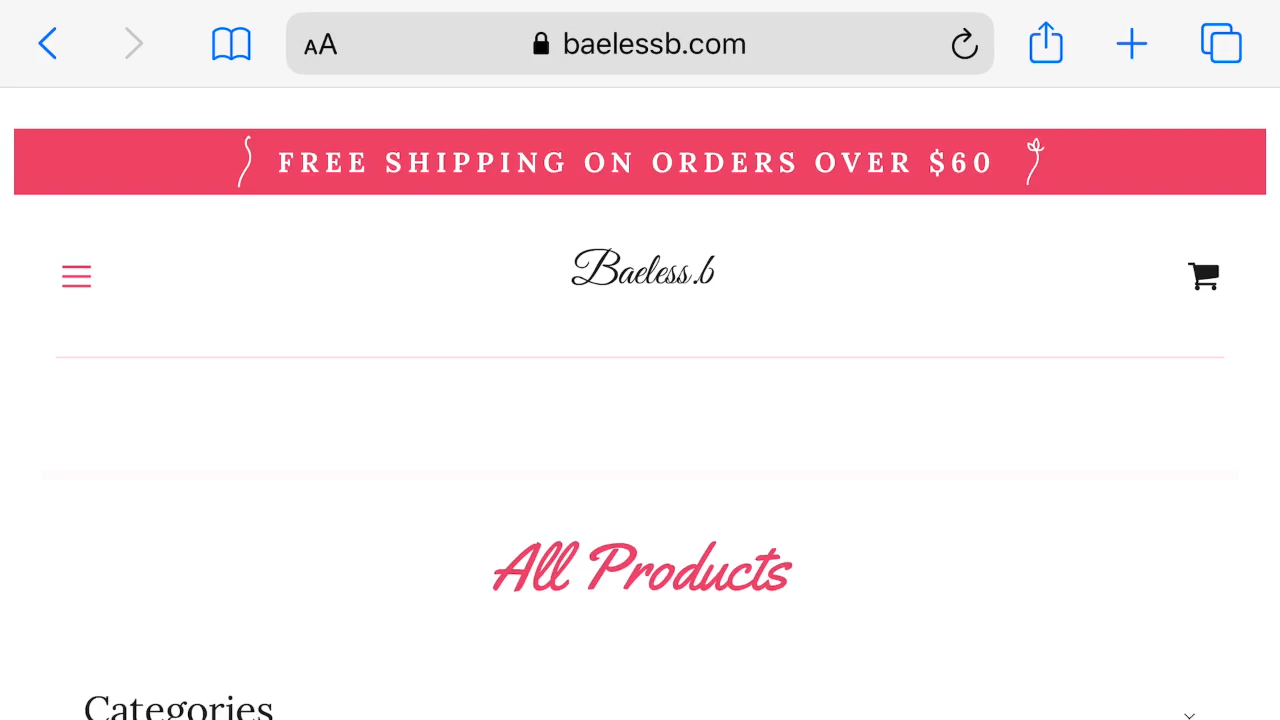 AA
baelessb.com
FREE SHIPPING ON ORDERS OVER $60
Baeless.b
All Products
Categories